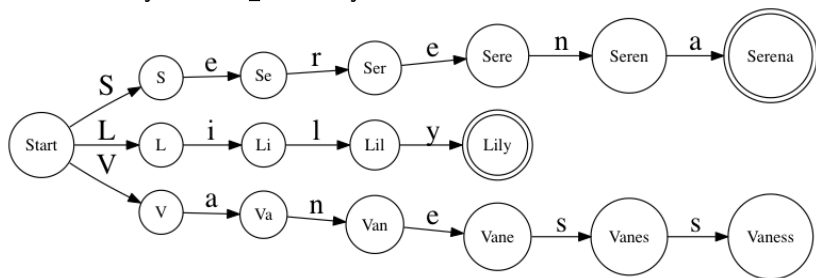 S e r e n a
S Se Ser Sere Seren Serena
Start L i l y
L Li Lil Lily
V a n e s s
V Va Van Vane Vanes Vaness